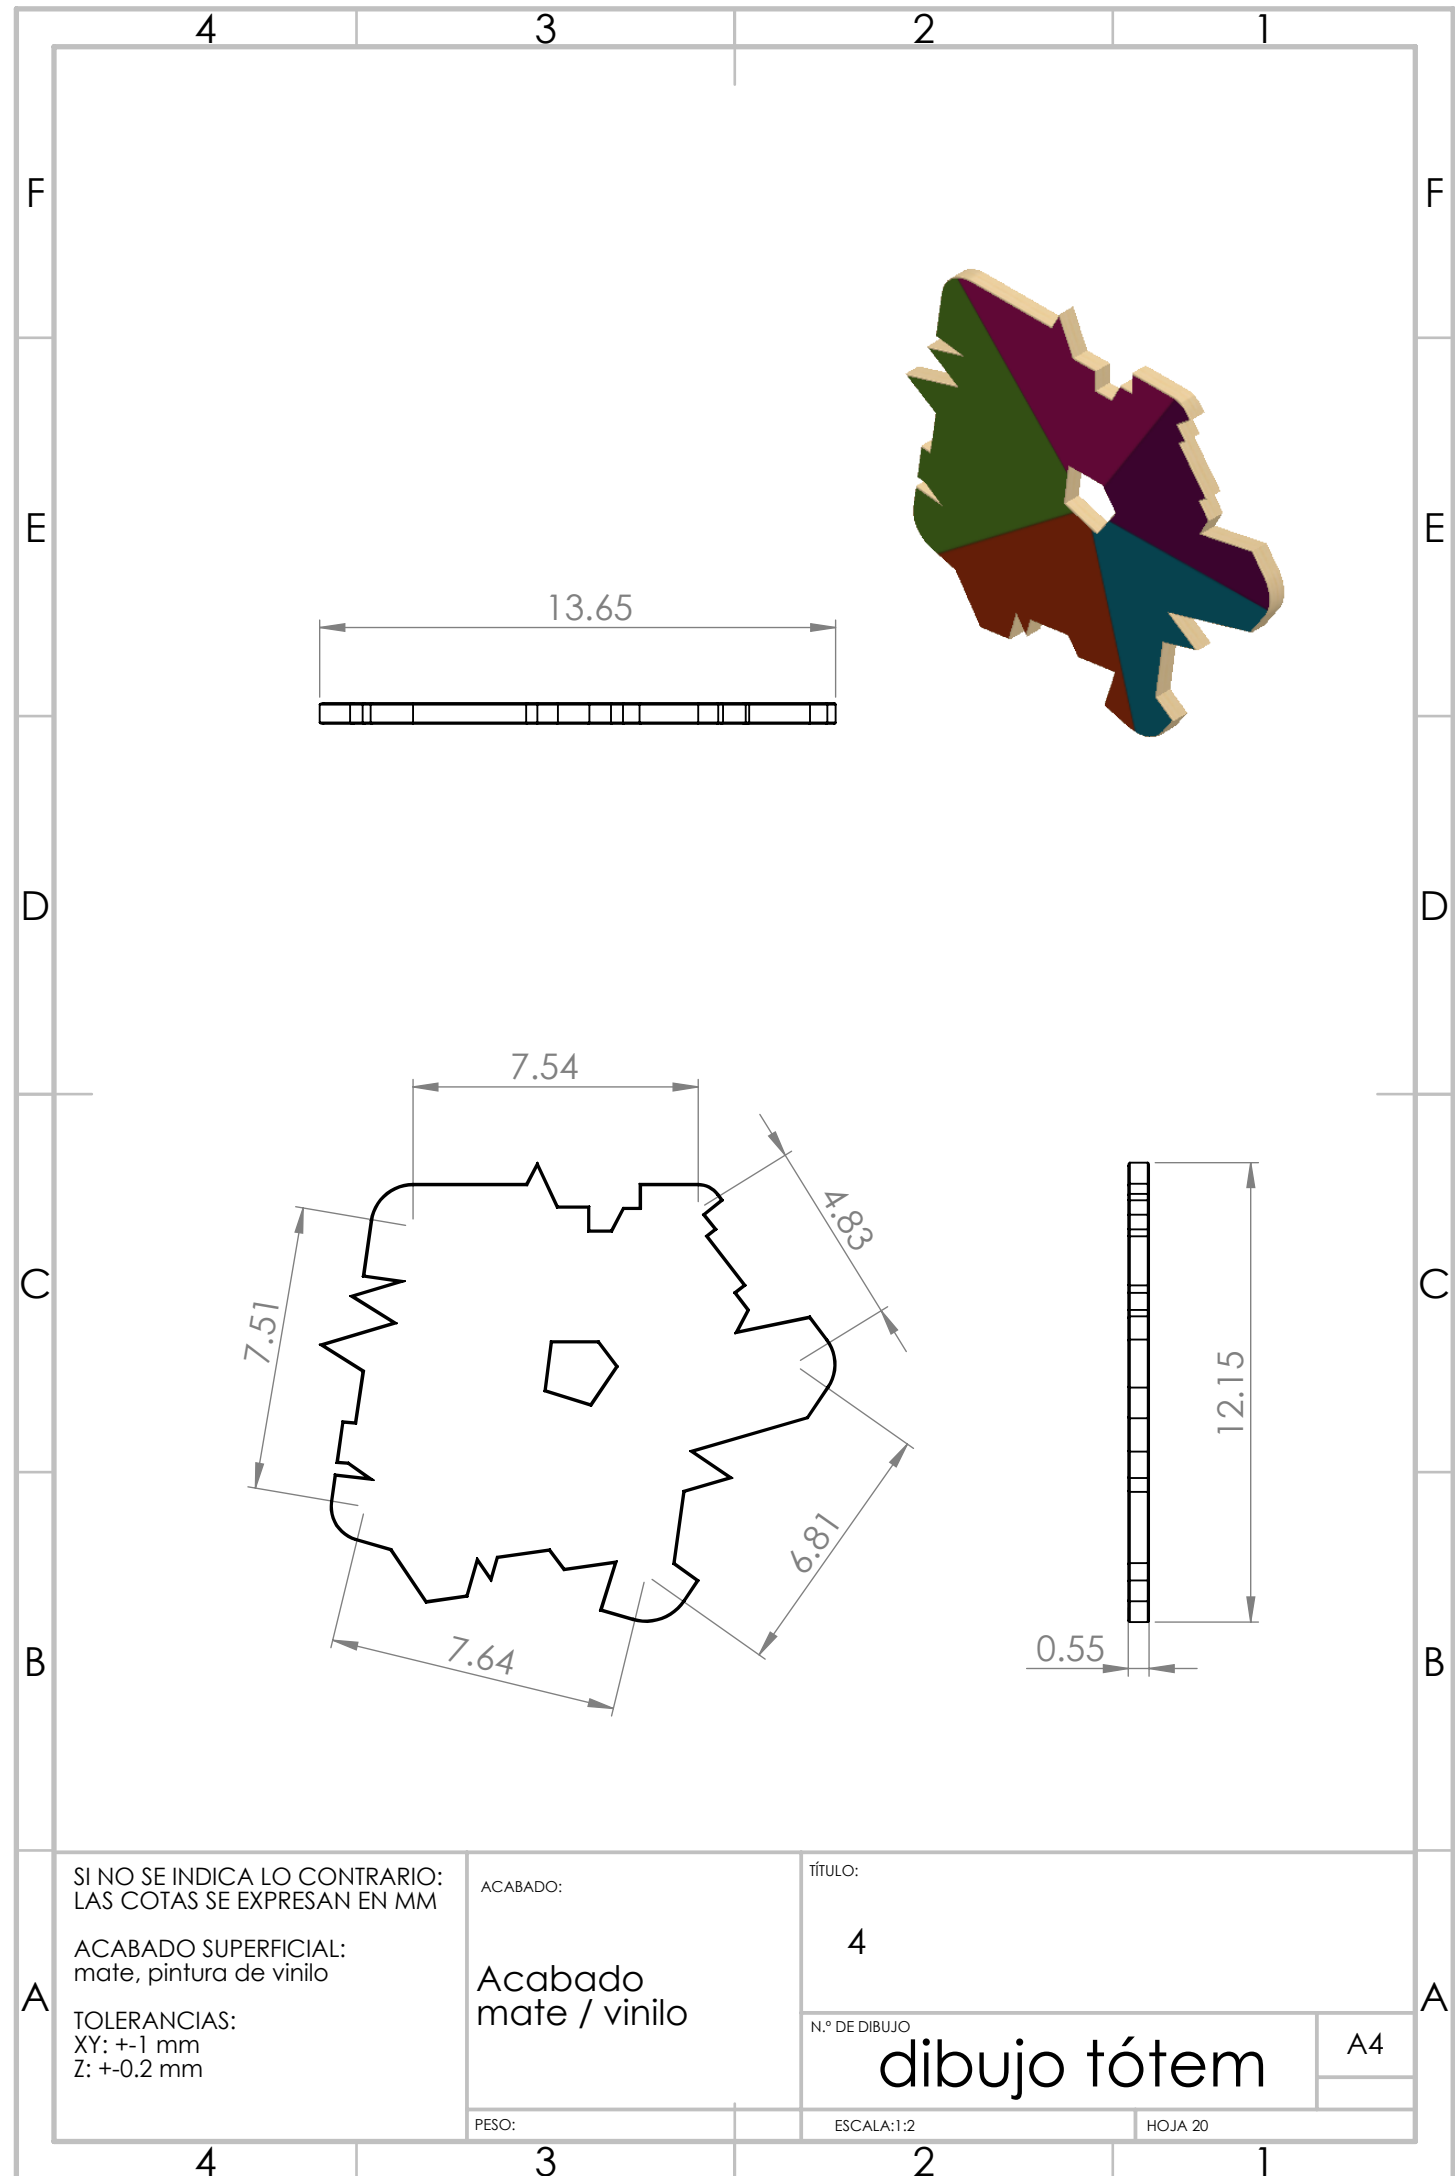 4 3 2 1
F F
E E
13.65
D D
7.54
4.83
C C
7.51
12.15
6.81
0.55
B B
7.64
SI NO SE INDICA LO CONTRARIO:
LAS COTAS SE EXPRESAN EN MM
ACABADO SUPERFICIAL:
mate, pintura de vinilo
TOLERANCIAS:
XY: +-1 mm
Z: +-0.2 mm
ACABADO:
Acabado
mate / vinilo
PESO:
TÍTULO:
4
N.º DE DIBUJO
dibujo tótem
A4
ESCALA:1:2
HOJA 20
A A
4 3 2 1